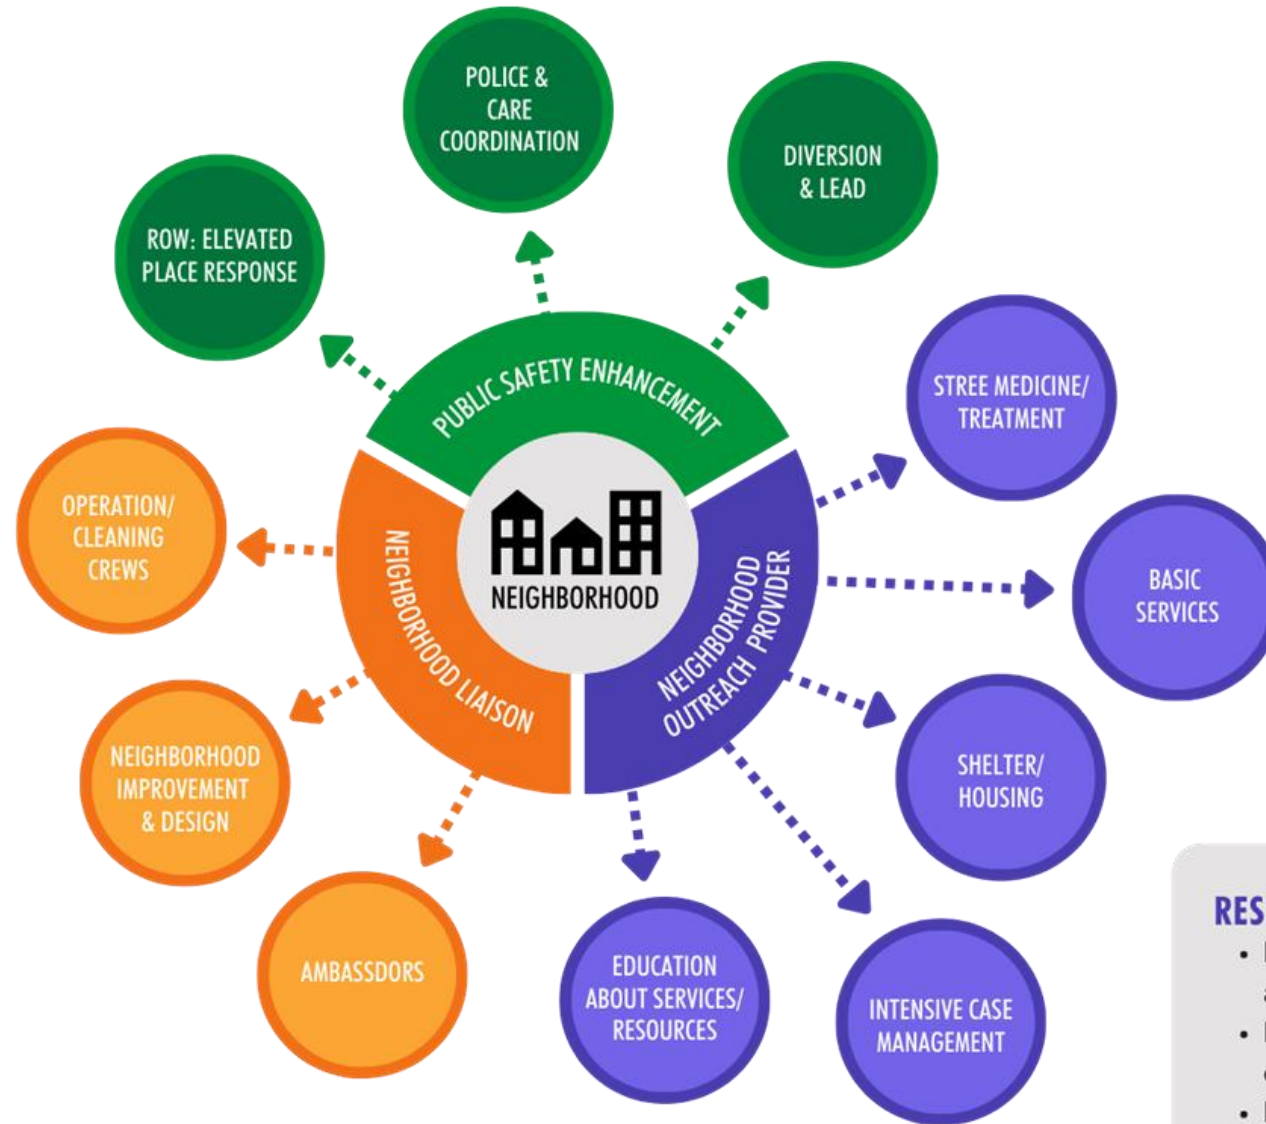 POLICE &
CARE
COORDINATION
DIVERSION
& LEAD
ROW: ELEVATED
PLACE RESPONSE
PUBLIC SAFETY ENHANCEMENT
STREE MEDICINE/
TREATMENT
OPERATION/
CLEANING
CREWS
NEIGHBORHOOD
NEIGHBORHOOD LIAISON
NEIGHBORHOOD
OUTREACH PROVIDER
BASIC
SERVICES
NEIGHBORHOOD
IMPROVEMENT
& DESIGN
SHELTER/
HOUSING
AMBASSDORS
EDUCATION
ABOUT SERVICES/
RESOURCES
INTENSIVE CASE
MANAGEMENT
RES